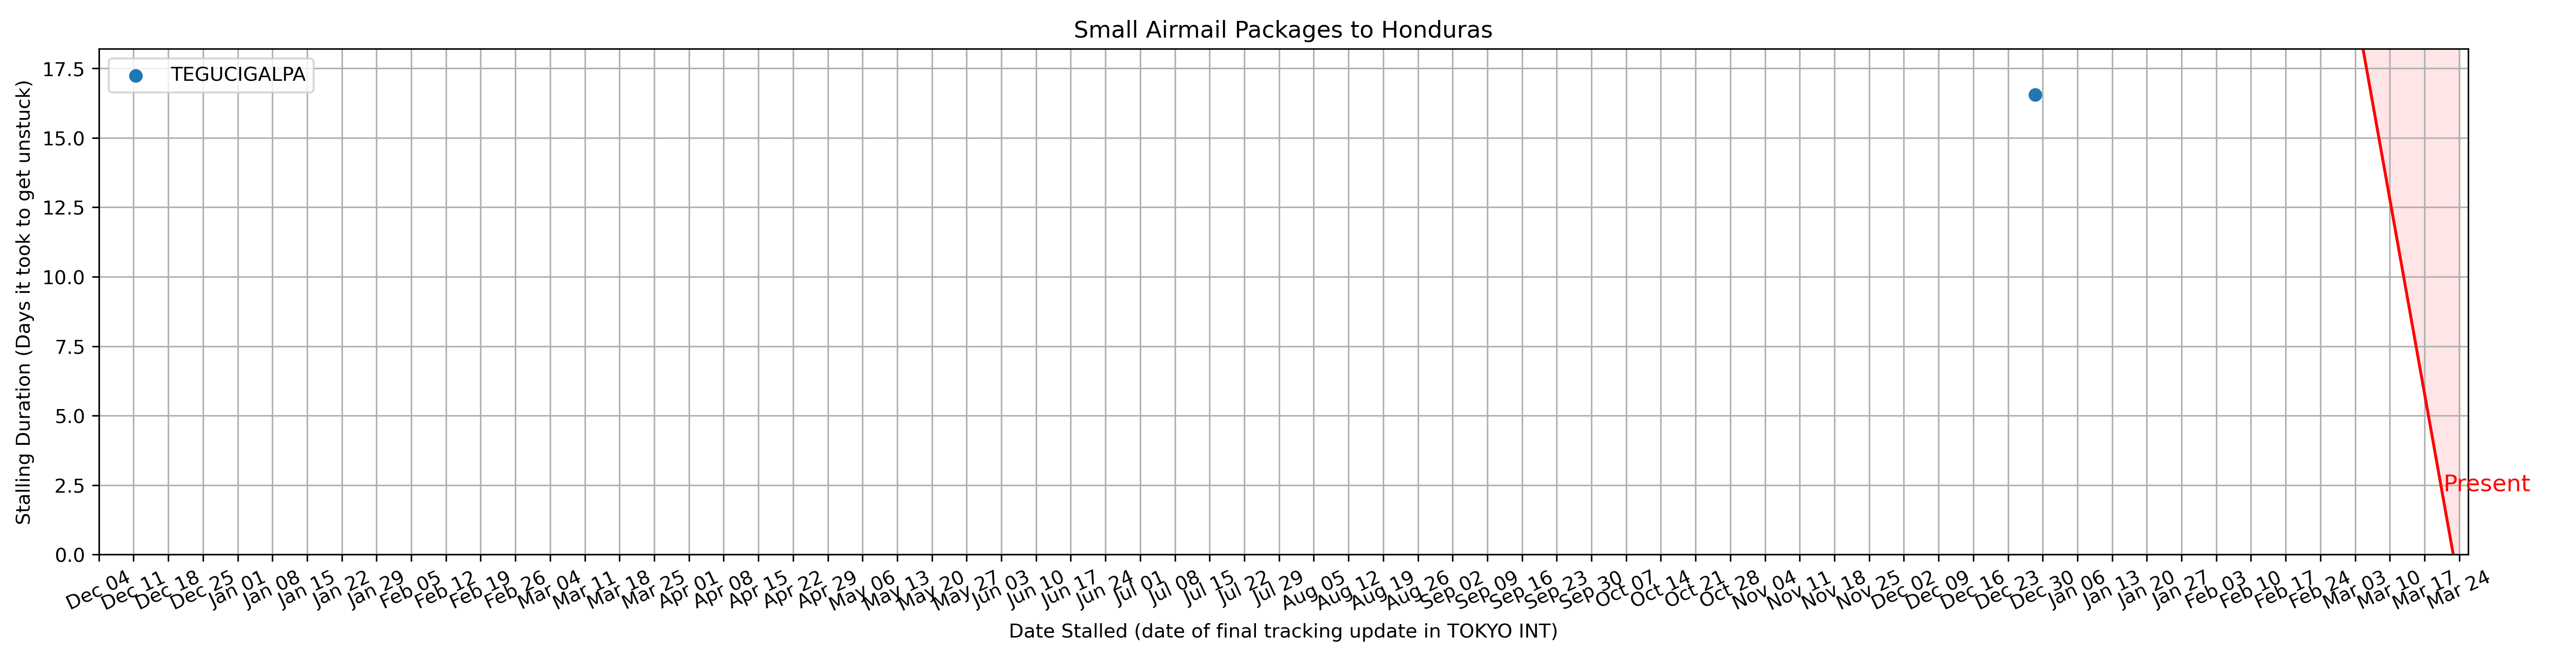 Small Airmail Packages to Honduras
TEGUCIGALPA
Stalling Duration (Days it took to get unstuck)
17.5
15.0
12.5
10.0
7.5
5.0
2.5
0.0
Present
Dec 04
Dec 11
Dec 18
Dec 25
Jan 01
Jan 08
Jan 15
Jan 22
Jan 29
Feb 05
Feb 12
Feb 19
Feb 26
Mar 04
Mar 11
Mar 18
Mar 25
Apr 01
Apr 08
Apr 15
Apr 22
Apr 29
May 06
May 13
May 20
May 27
Jun 03
Jun 10
Jun 17
Jun 24
Jul 01
Jul 08
Jul 15
Jul 22
Jul 29
Aug 05
Aug 12
Aug 19
Aug 26
Sep 02
Sep 09
Sep 16
Sep 23
Sep 30
Oct 07
Oct 14
Oct 21
Oct 28
Nov 04
Nov 11
Nov 18
Nov 25
Dec 02
Dec 09
Dec 16
Dec 23
Dec 30
Jan 06
Jan 13
Jan 20
Jan 27
Feb 03
Feb 10
Feb 17
Feb 24
Mar 03
Mar 10
Mar 17
Mar 24
Date Stalled (date of final tracking update in TOKYO INT)